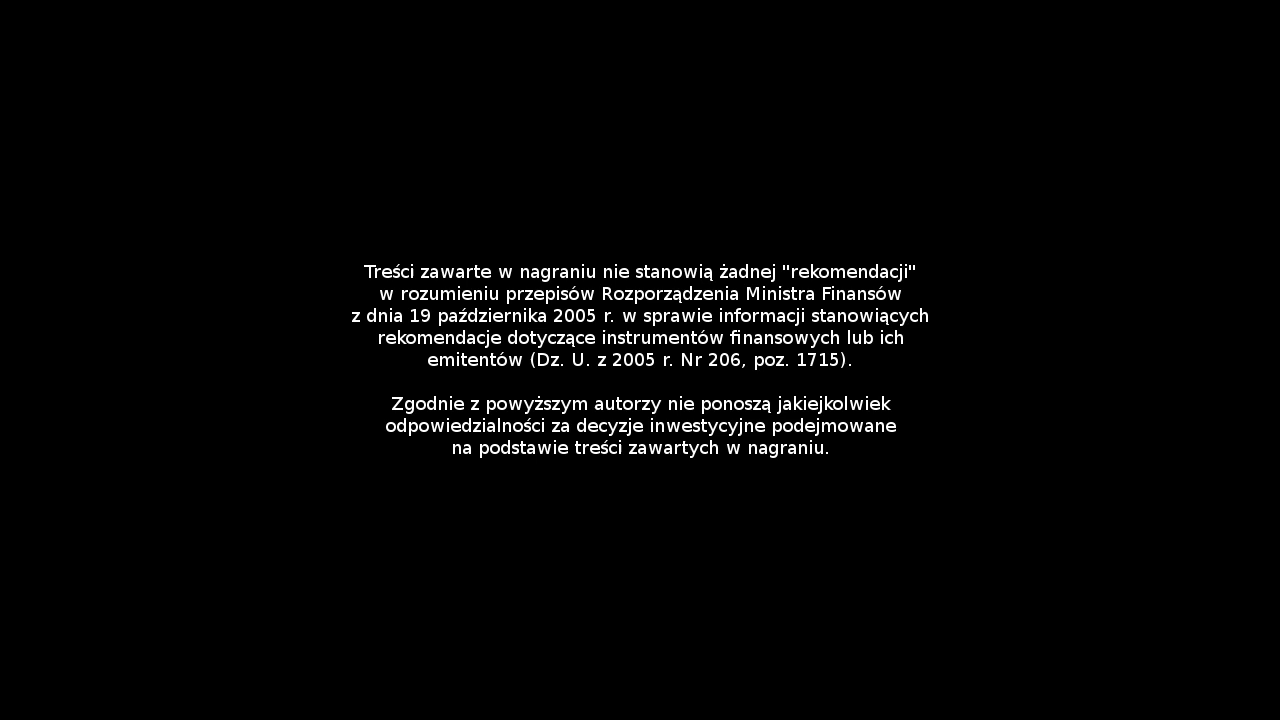 Treści zawarte w nagraniu nie stanowią żadnej "rekomendacji"
w rozumieniu przepisów Rozporządzenia Ministra Finansów
z dnia 19 października 2005 r. w sprawie informacji stanowiących
rekomendacje dotyczące instrumentów finansowych lub ich
emitentów (Dz. U. z 2005 r. Nr 206, poz. 1715).
Zgodnie z powyższym autorzy nie ponoszą jakiejkolwiek
odpowiedzialności za decyzje inwestycyjne podejmowane
na podstawie treści zawartych w nagraniu.